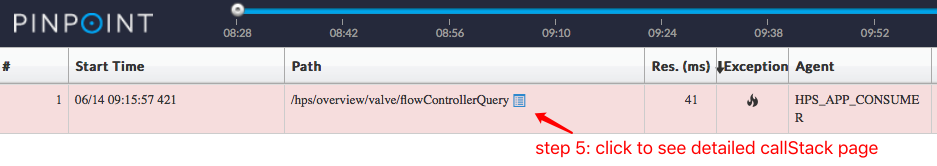 PINPOINT
08:28 08:42 08:56 09:10 09:24 09:38 09:52
# Start Time Path Res. (ms) Exception Agent
1 06/14 09:15:57 421 /hps/overview/valve/flowControllerQuery 41 HPS_APP_CONSUME
R
step 5: click to see detailed callStack page